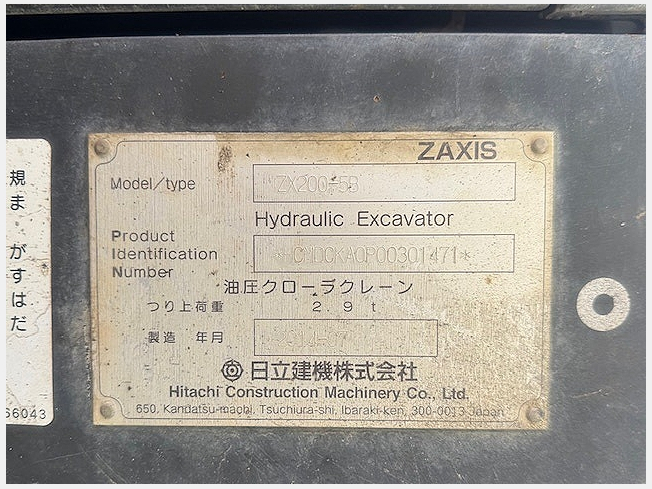 ZAXIS
Model/type ZX200-5B
Hydraulic Excavator
Product
Identification
Number
*HCMDCKA0P00301471*
油圧クローラクレーン
つり上荷重 2.9t
製造 年月
日立建機株式会社
Hitachi Construction Machinery Co., Ltd.
650, Kandatsu-machi, Tsuchiura-shi, Ibaraki-ken, 300-0013 Japan
規ま
がすはだ
66043